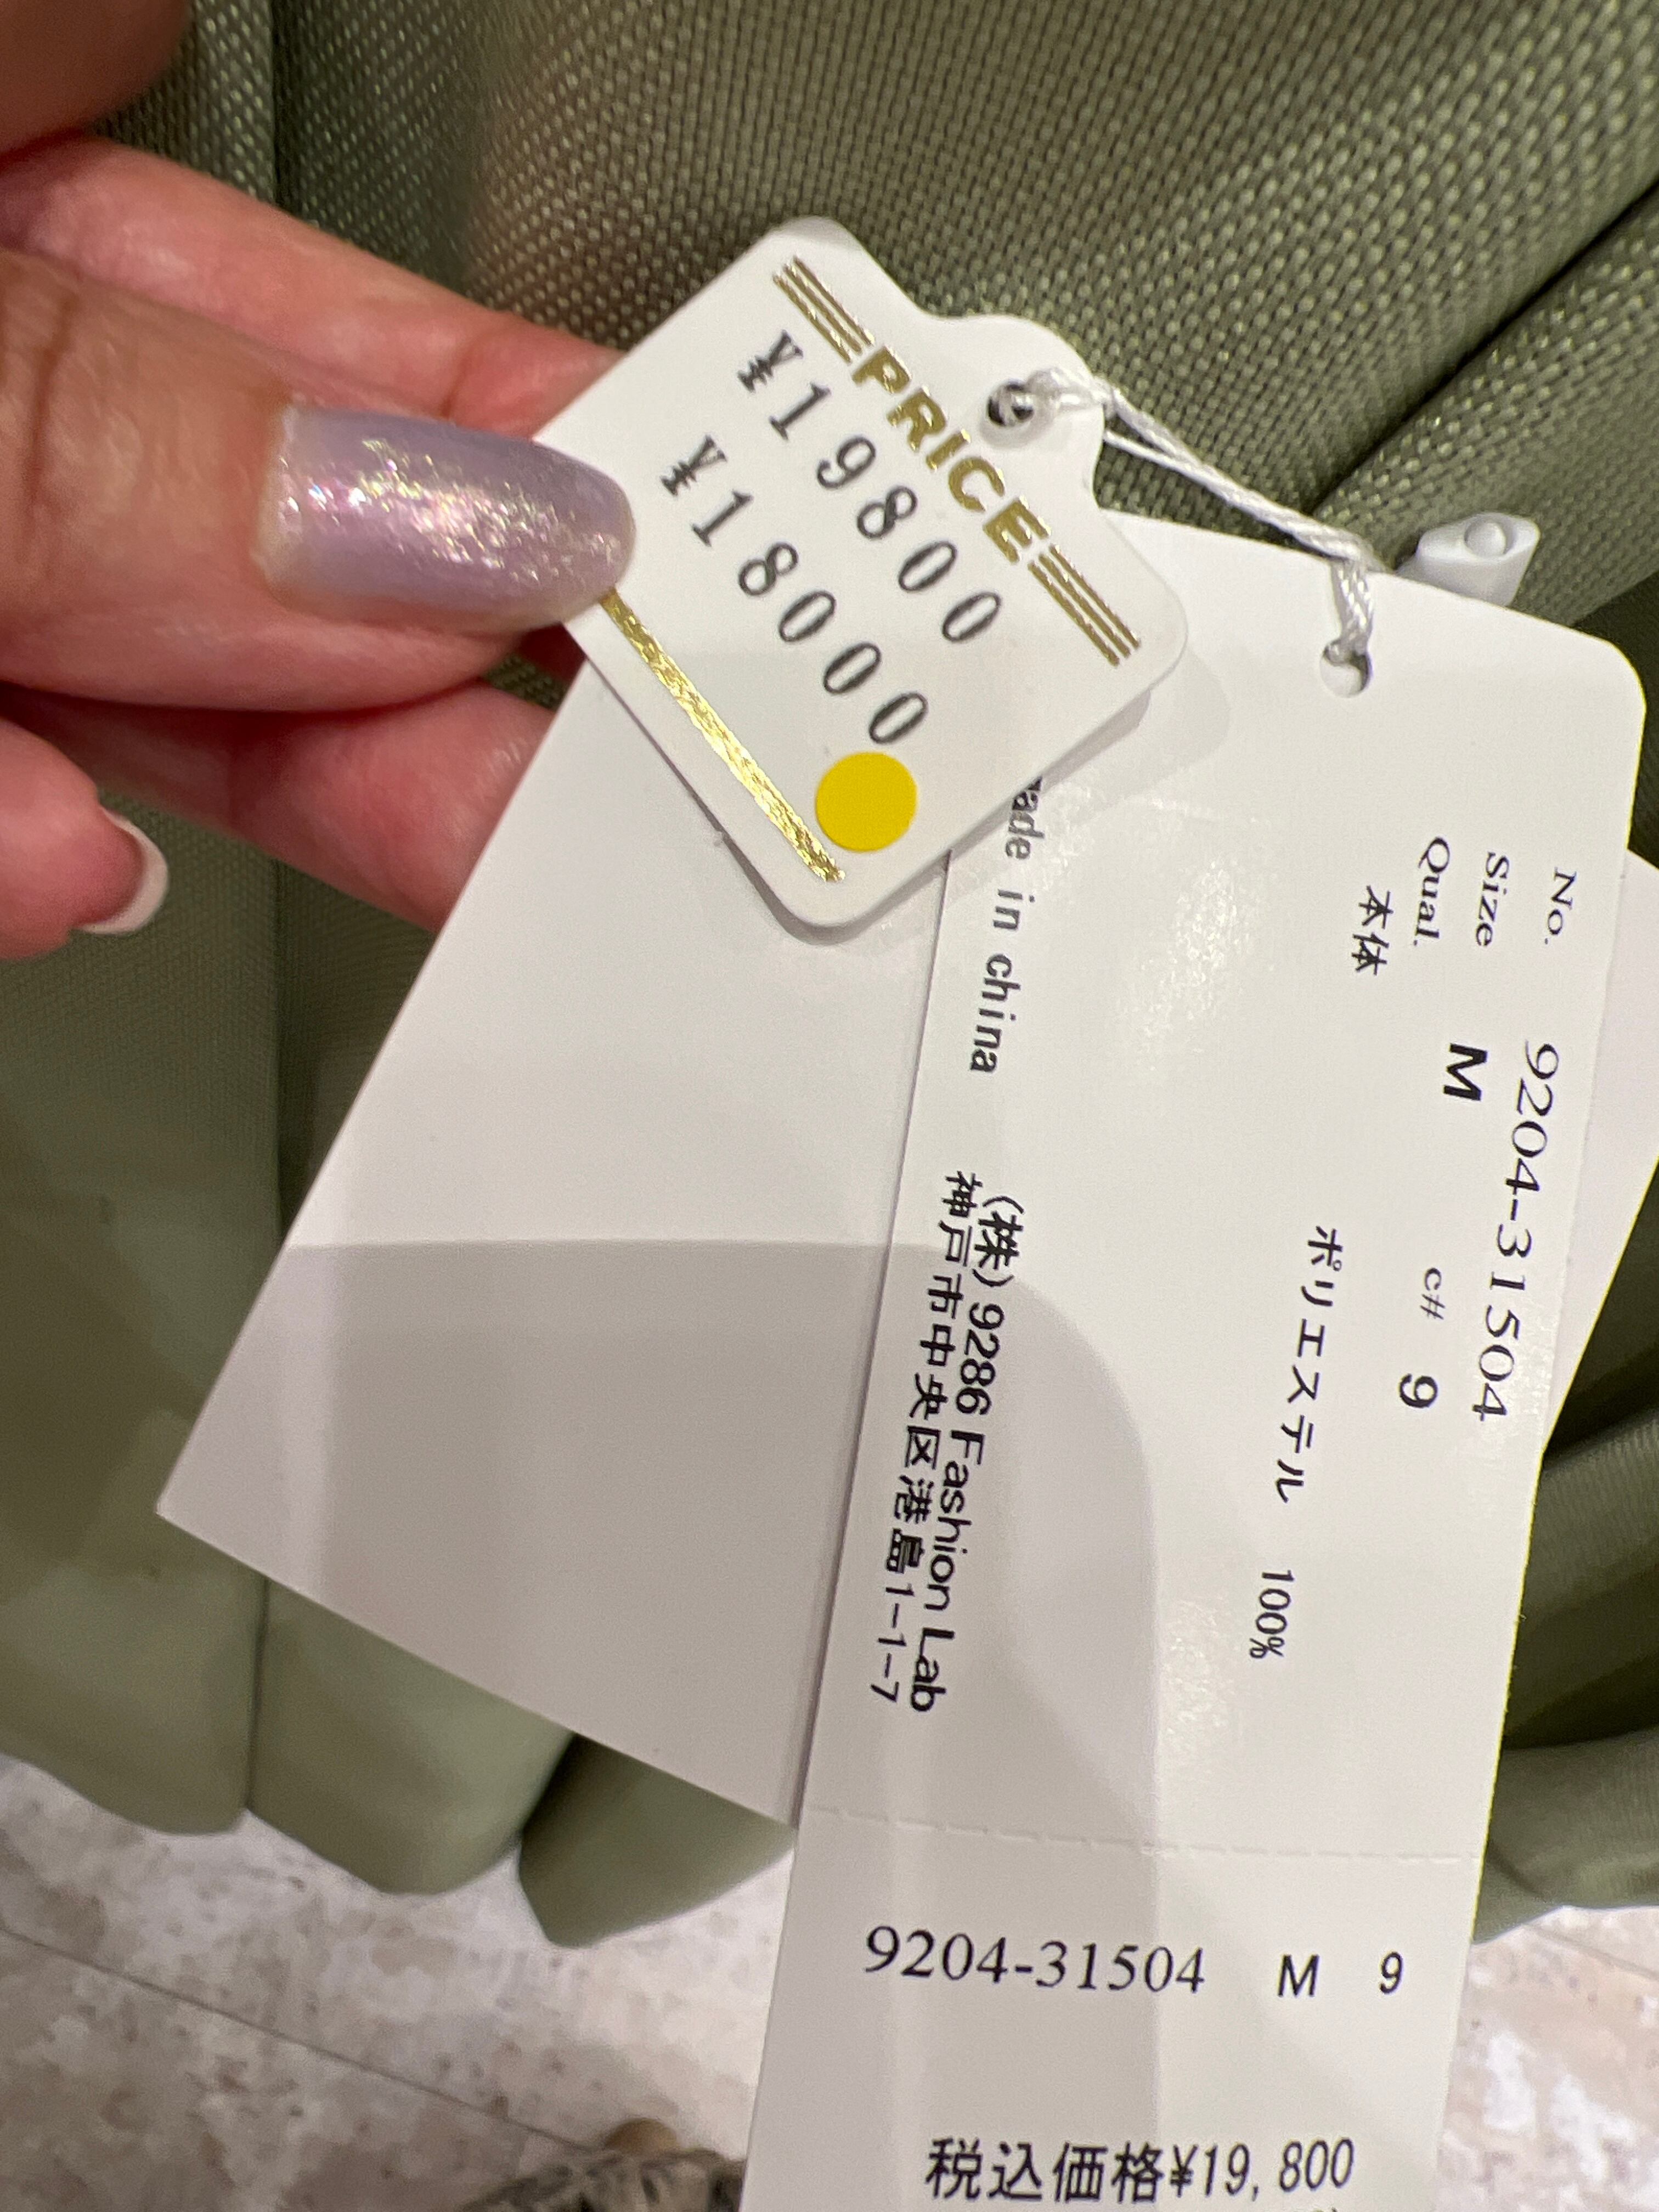 PRICE
¥19800
¥18000
No. 9204-31504
Size M c# 9
Qual.
本体
ポリエステル 100%
ade in china
(株)9286 Fashion Lab
神戸市中央区港島1-1-7
9204-31504 M 9
税込価格¥19,800